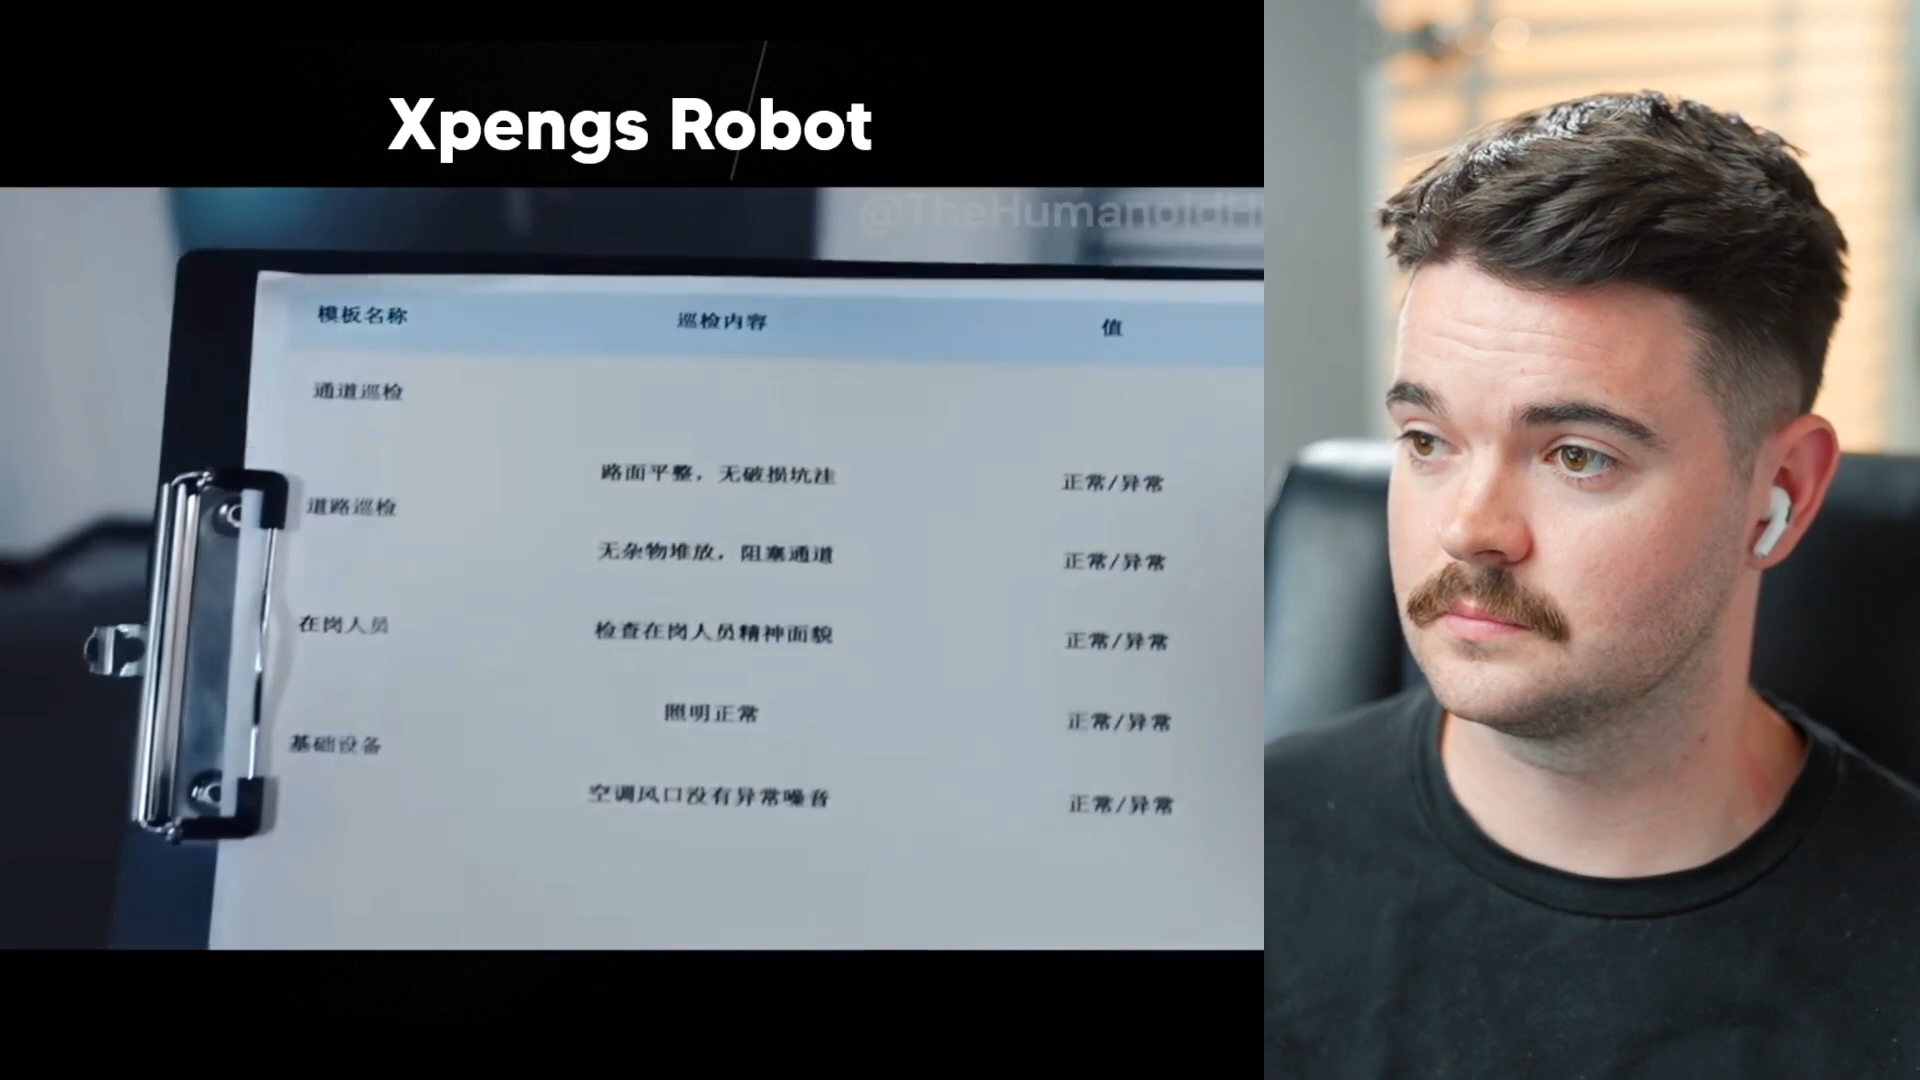 Xpengs Robot
@TheHumanoidH
模板名称 巡检内容 值
通道巡检
路面平整，无破损坑洼 正常/异常
道路巡检
无杂物堆放，阻塞通道 正常/异常
在岗人员 检查在岗人员精神面貌 正常/异常
照明正常 正常/异常
基础设备
空调风口没有异常噪音 正常/异常